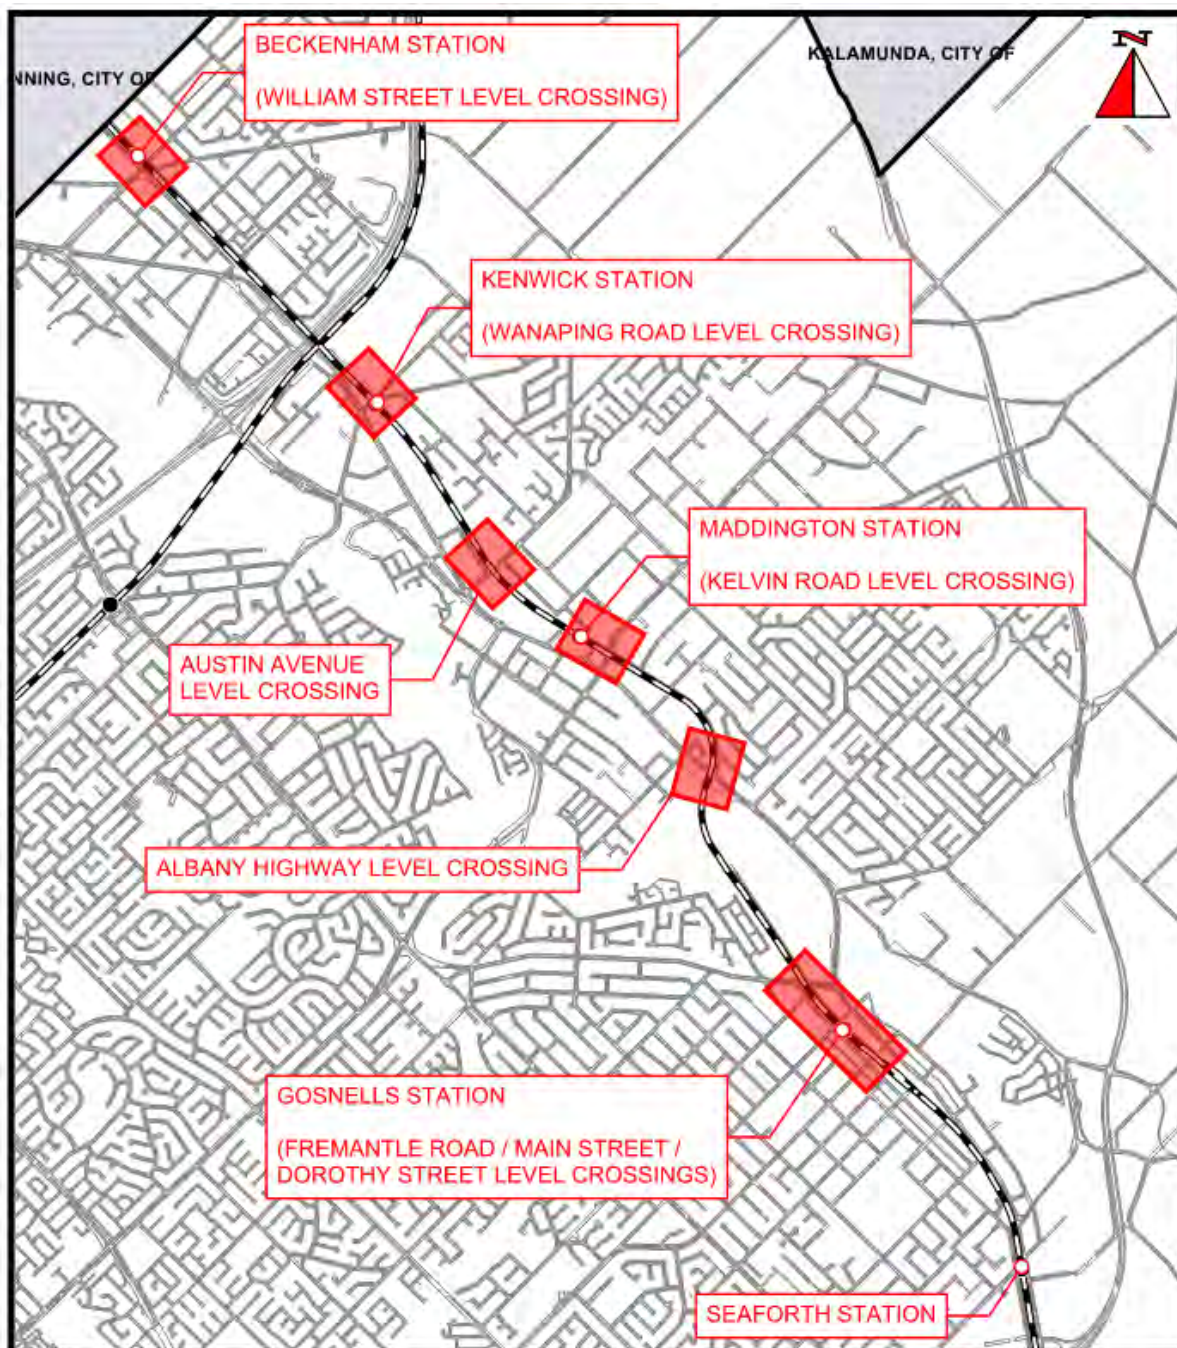 BECKENHAM STATION
(WILLIAM STREET LEVEL CROSSING)
NNING, CITY OF
KALAMUNDA, CITY OF
N
KENWICK STATION
(WANAPING ROAD LEVEL CROSSING)
MADDINGTON STATION
(KELVIN ROAD LEVEL CROSSING)
AUSTIN AVENUE
LEVEL CROSSING
ALBANY HIGHWAY LEVEL CROSSING
GOSNELLS STATION
(FREMANTLE ROAD / MAIN STREET /
DOROTHY STREET LEVEL CROSSINGS)
SEAFORTH STATION